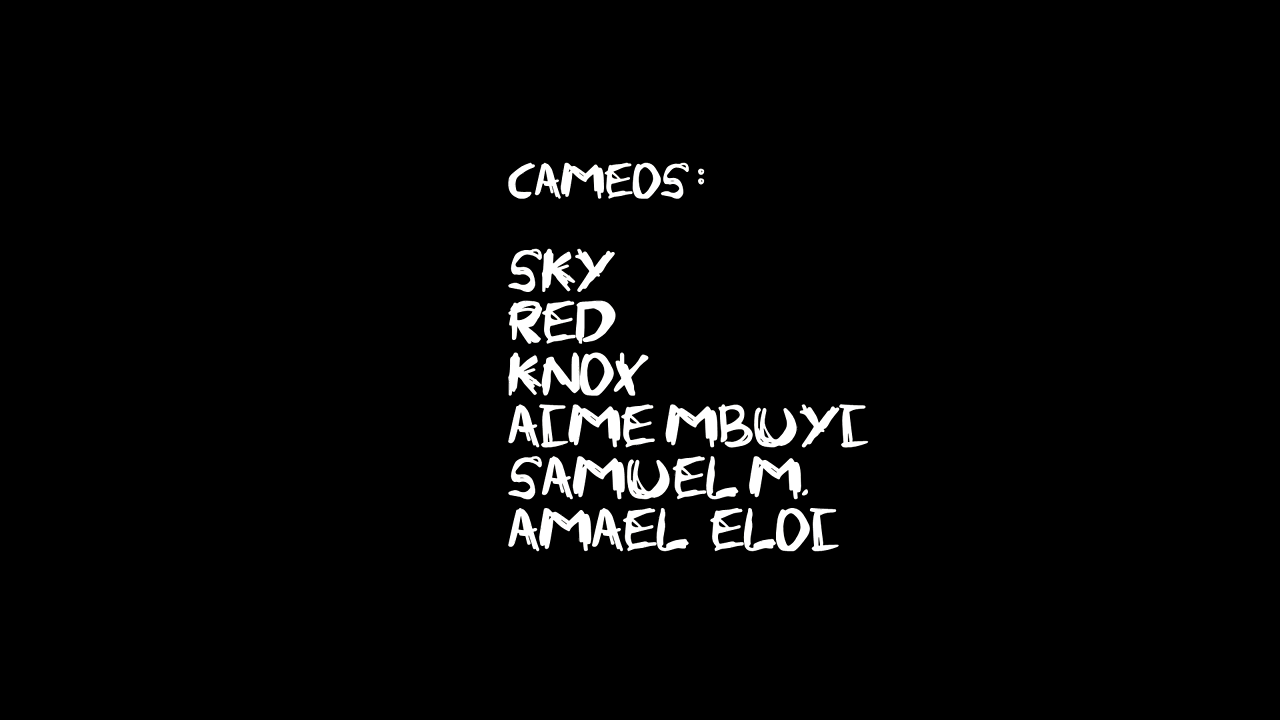 CAMEOS:
SKY
RED
KNOX
AIME MBUYI
SAMUEL M.
AMAEL ELOI